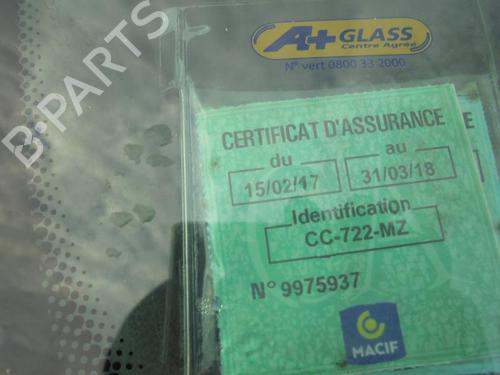 A+ GLASS
Centre Agréé
N° vert 0800 33 2000
CERTIFICAT D'ASSURANCE
du
au
15/02/17
31/03/18
Identification
CC-722-MZ
N° 9975937
MACIF
B-PARTS
E